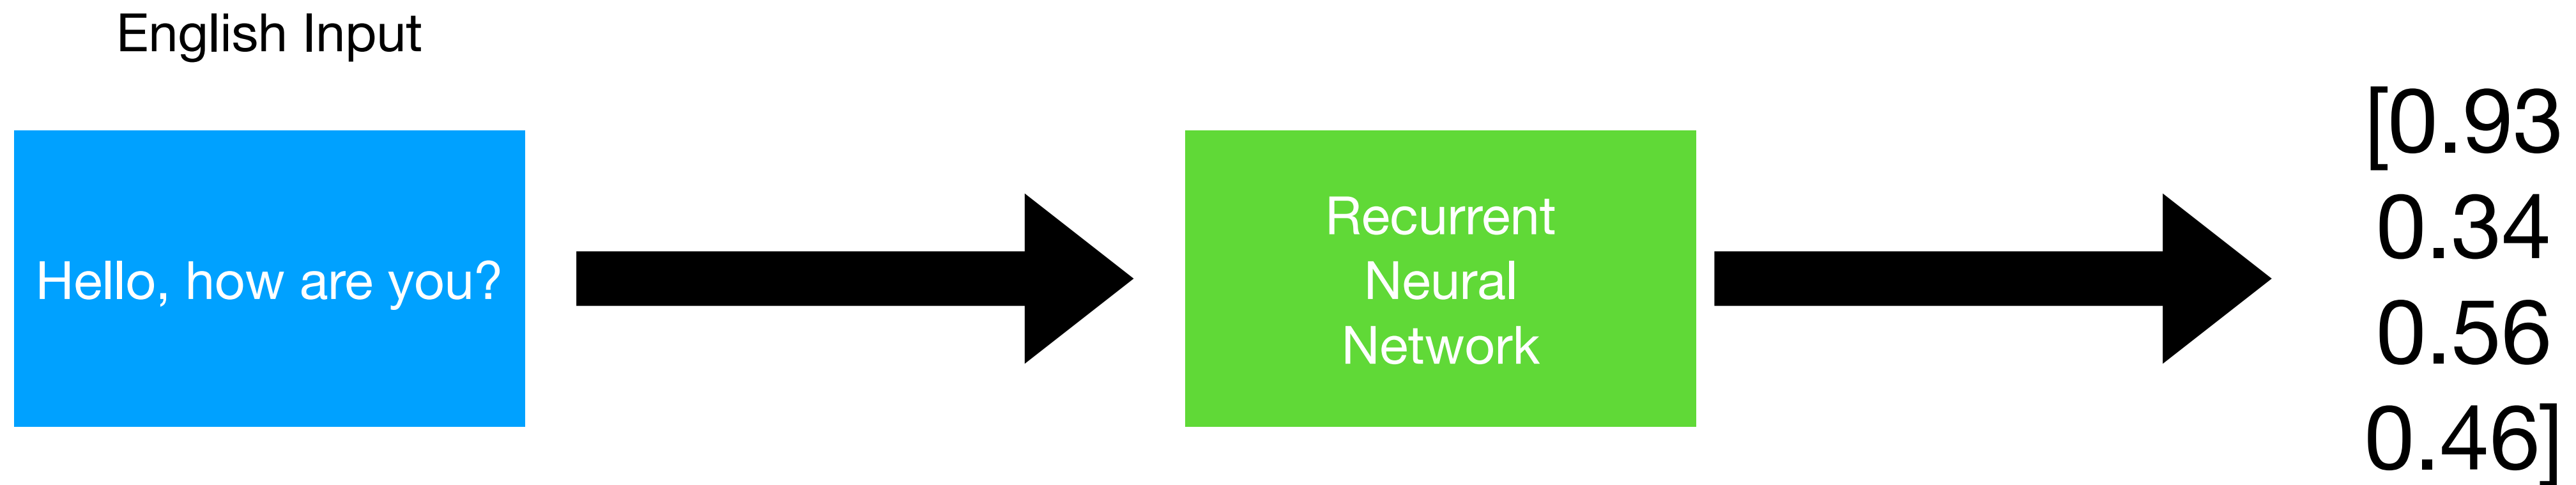 English Input
Hello, how are you?
Recurrent
Neural
Network
[0.93
0.34
0.56
0.46]